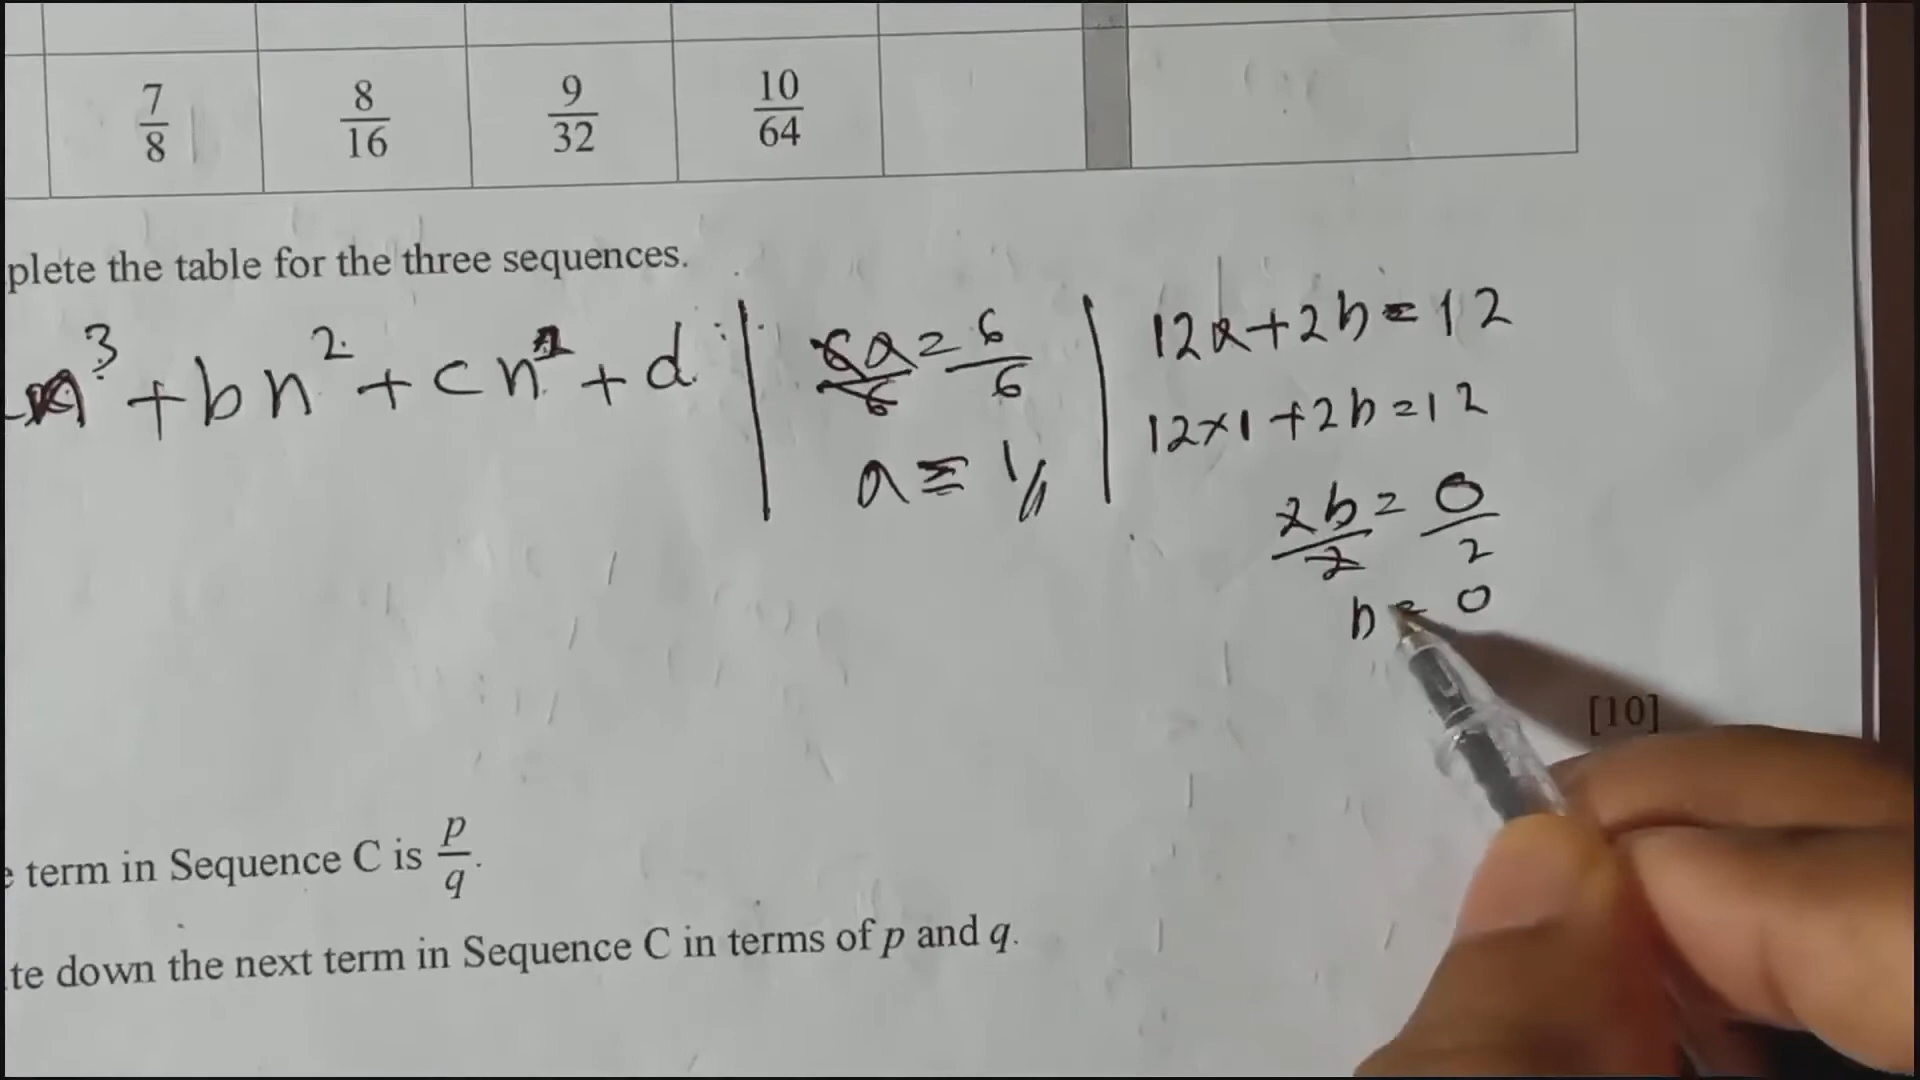 7/8 8/16 9/32 10/64
plete the table for the three sequences.
n³ + bn² + cn¹ + d
6a/6 = 6/6
a = 1
12a + 2b = 12
12×1 + 2b = 12
2b/2 = 0/2
b = 0
[10]
term in Sequence C is p/q.
te down the next term in Sequence C in terms of p and q.